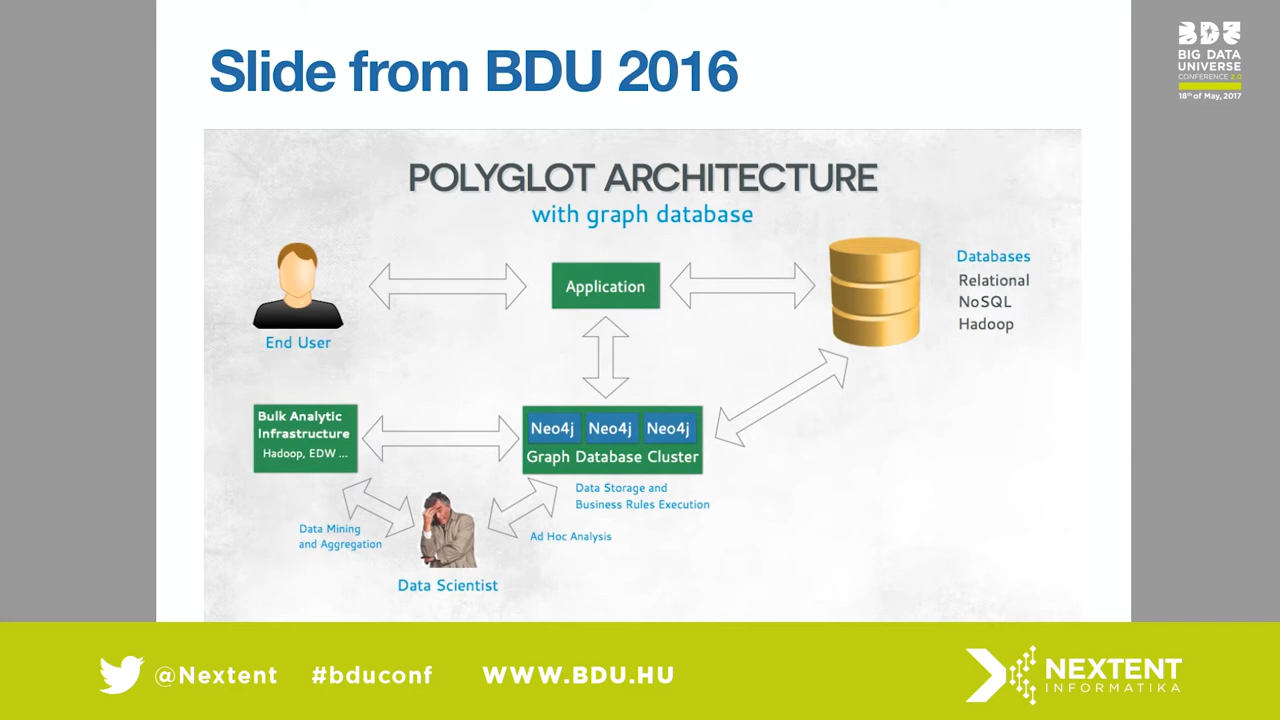 Slide from BDU 2016
BDU
BIG DATA
UNIVERSE
CONFERENCE 2.0
18th of May, 2017
POLYGLOT ARCHITECTURE
with graph database
End User
Application
Databases
Relational
NoSQL
Hadoop
Bulk Analytic
Infrastructure
Hadoop, EDW ...
Neo4j Neo4j Neo4j
Graph Database Cluster
Data Storage and
Business Rules Execution
Data Mining
and Aggregation
Ad Hoc Analysis
Data Scientist
@Nextent #bduconf WWW.BDU.HU
NEXTENT
INFORMATIKA